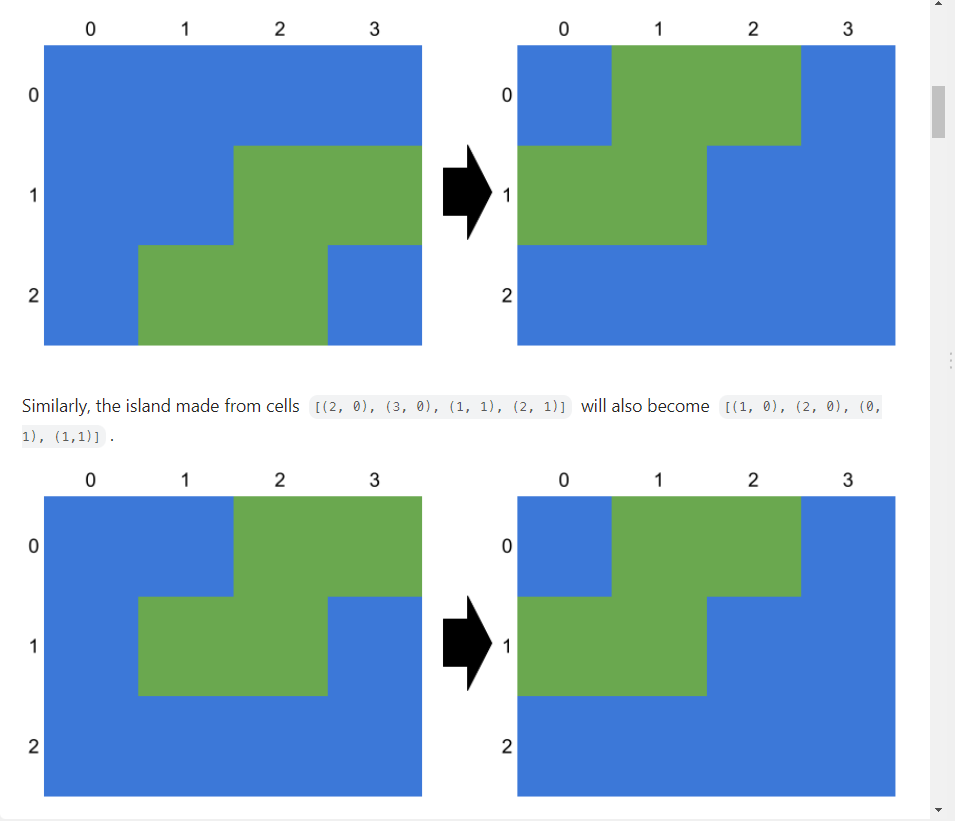 0 1 2 3 0 1 2 3
0 0
1 1
2 2
Similarly, the island made from cells [(2, 0), (3, 0), (1, 1), (2, 1)] will also become [(1, 0), (2, 0), (0,
1), (1,1)] .
0 1 2 3 0 1 2 3
0 0
1 1
2 2